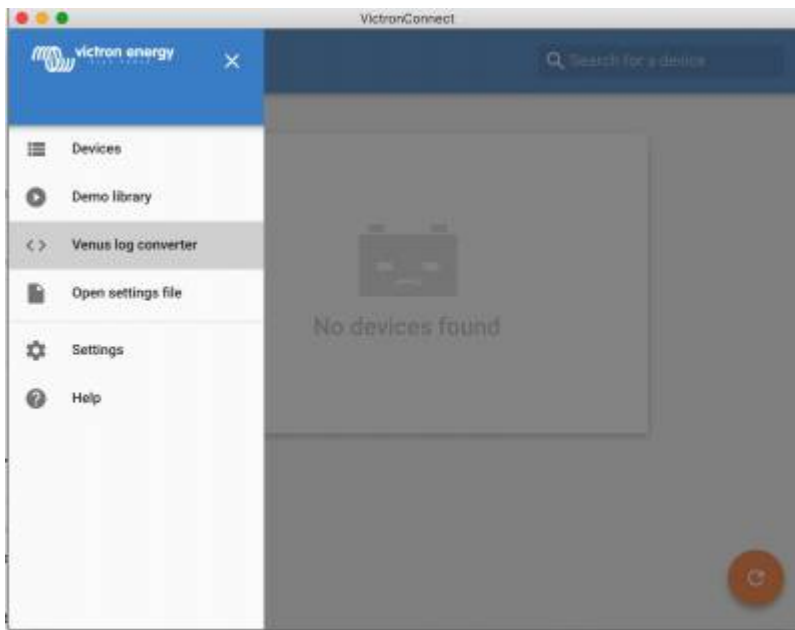 VictronConnect
victron energy
Search for a device
Devices
Demo library
Venus log converter
Open settings file
No devices found
Settings
Help